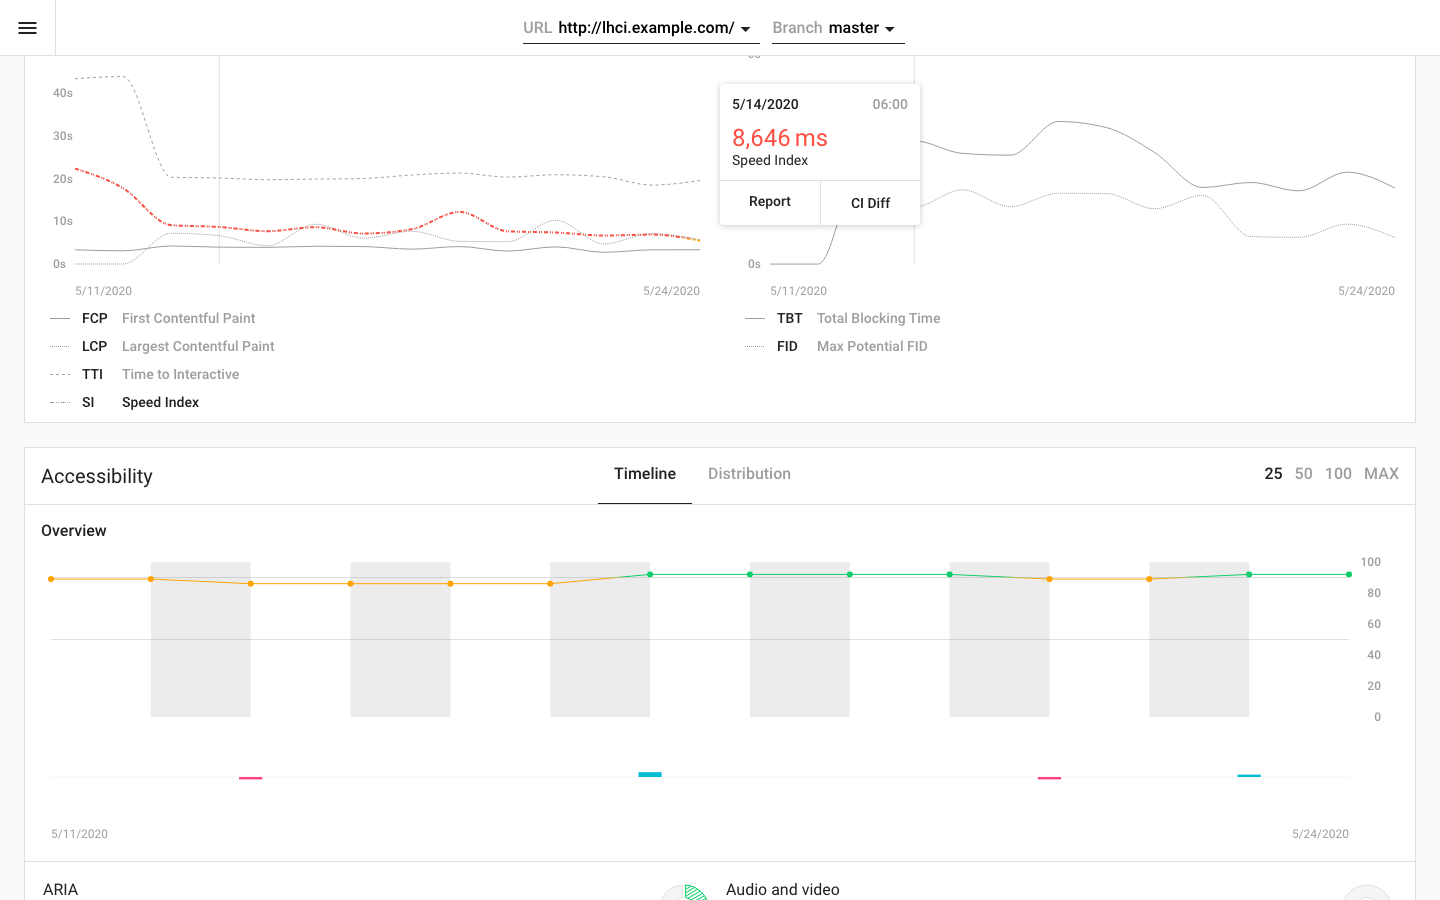 URL http://lhci.example.com/ Branch master
40s
30s
20s
10s
0s
5/11/2020 5/24/2020
FCP First Contentful Paint
LCP Largest Contentful Paint
TTI Time to Interactive
SI Speed Index
5/14/2020 06:00
8,646 ms
Speed Index
Report CI Diff
0s
5/11/2020 5/24/2020
TBT Total Blocking Time
FID Max Potential FID
Accessibility Timeline Distribution 25 50 100 MAX
Overview
100
80
60
40
20
0
5/11/2020 5/24/2020
ARIA Audio and video